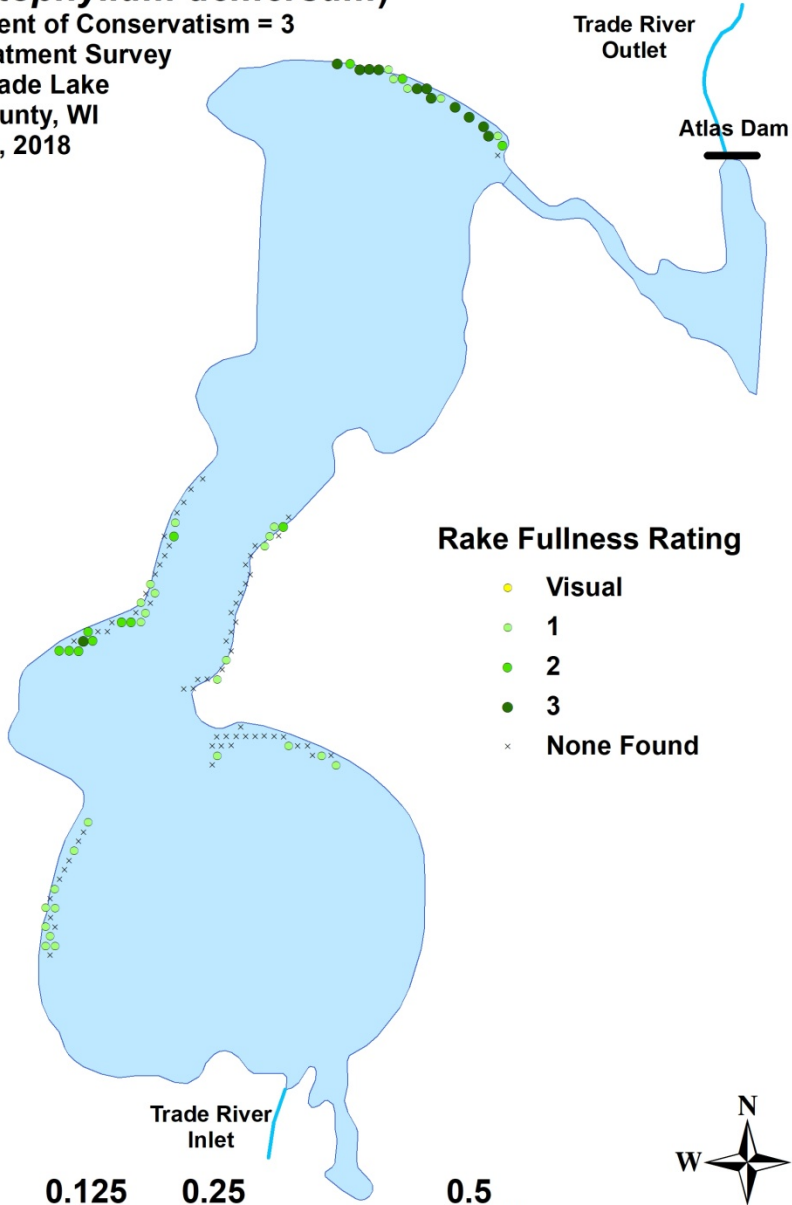 ent of Conservatism = 3
atment Survey
ade Lake
unty, WI
, 2018
Trade River
Outlet
Atlas Dam
Rake Fullness Rating
Visual
1
2
3
None Found
Trade River
Inlet
N
W
0.125 0.25 0.5